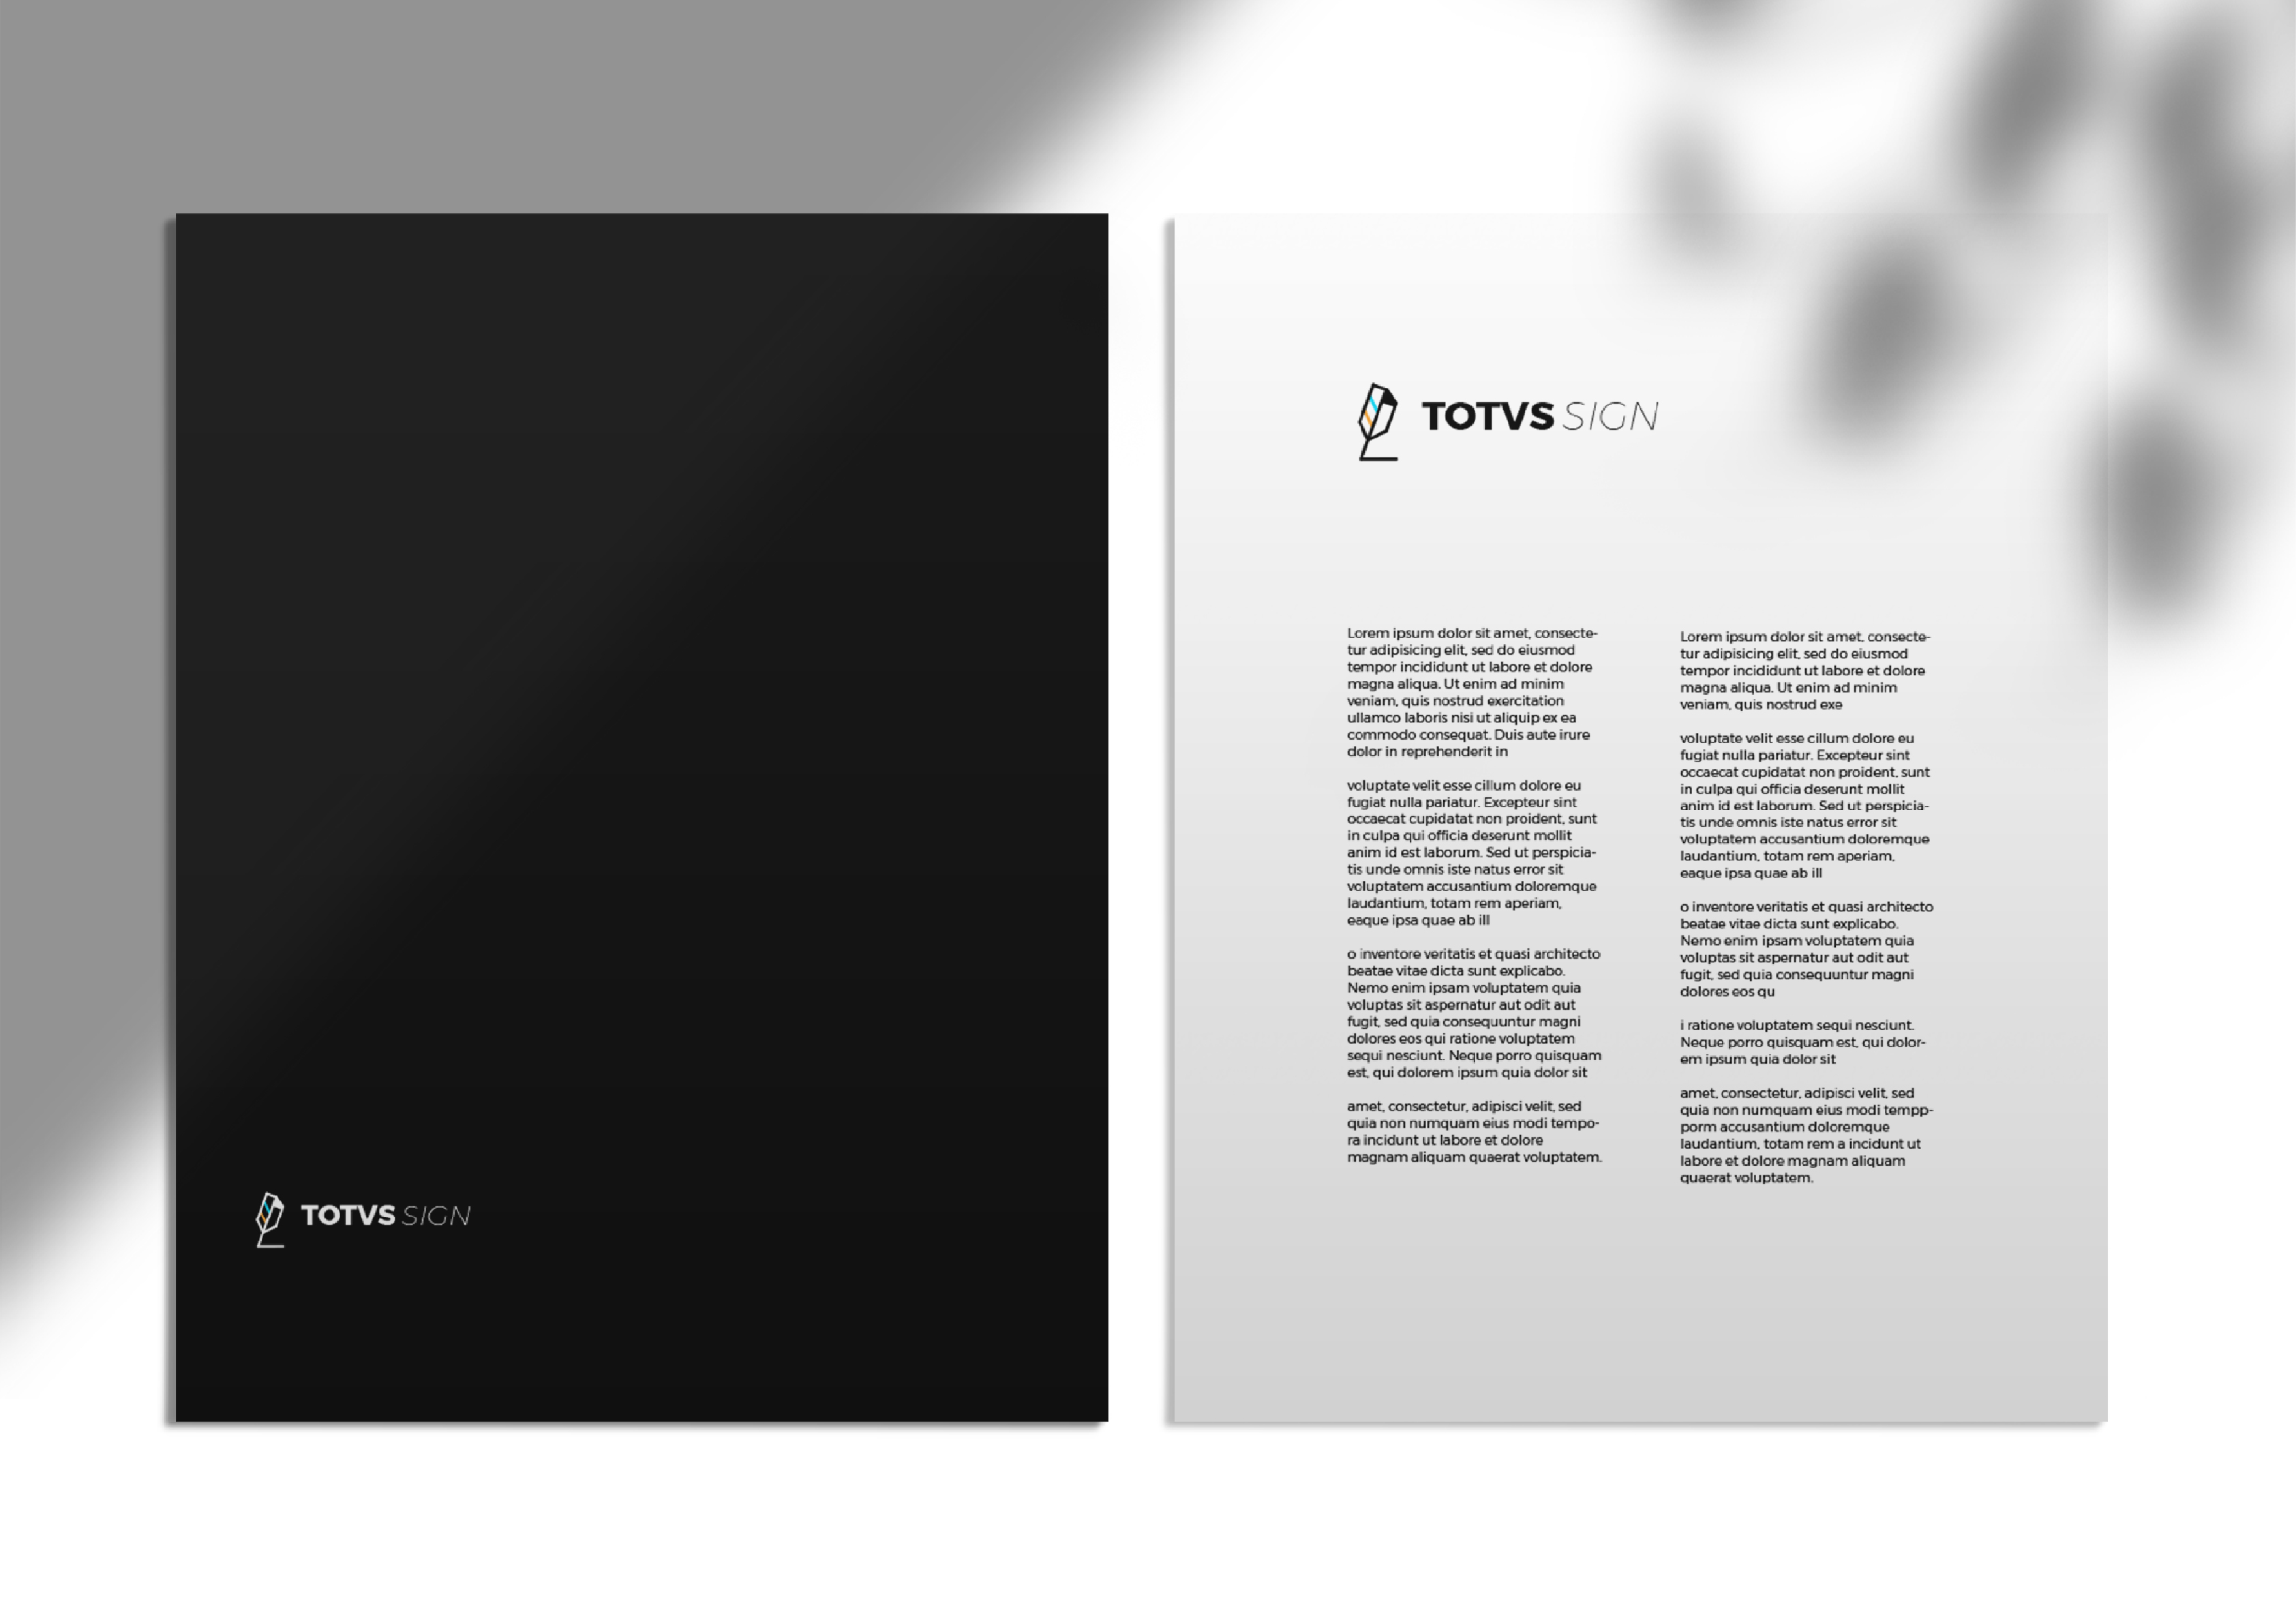 TOTVS SIGN
TOTVS SIGN
Lorem ipsum dolor sit amet, consecte-
tur adipisicing elit, sed do eiusmod
tempor incididunt ut labore et dolore
magna aliqua. Ut enim ad minim
veniam, quis nostrud exercitation
ullamco laboris nisi ut aliquip ex ea
commodo consequat. Duis aute irure
dolor in reprehenderit in
voluptate velit esse cillum dolore eu
fugiat nulla pariatur. Excepteur sint
occaecat cupidatat non proident, sunt
in culpa qui officia deserunt mollit
anim id est laborum. Sed ut perspicia-
tis unde omnis iste natus error sit
voluptatem accusantium doloremque
laudantium, totam rem aperiam,
eaque ipsa quae ab ill
o inventore veritatis et quasi architecto
beatae vitae dicta sunt explicabo.
Nemo enim ipsam voluptatem quia
voluptas sit aspernatur aut odit aut
fugit, sed quia consequuntur magni
dolores eos qui ratione voluptatem
sequi nesciunt. Neque porro quisquam
est, qui dolorem ipsum quia dolor sit
amet, consectetur, adipisci velit, sed
quia non numquam eius modi tempo-
ra incidunt ut labore et dolore
magnam aliquam quaerat voluptatem.
Lorem ipsum dolor sit amet, consecte-
tur adipisicing elit, sed do eiusmod
tempor incididunt ut labore et dolore
magna aliqua. Ut enim ad minim
veniam, quis nostrud exe
voluptate velit esse cillum dolore eu
fugiat nulla pariatur. Excepteur sint
occaecat cupidatat non proident, sunt
in culpa qui officia deserunt mollit
anim id est laborum. Sed ut perspicia-
tis unde omnis iste natus error sit
voluptatem accusantium doloremque
laudantium, totam rem aperiam,
eaque ipsa quae ab ill
o inventore veritatis et quasi architecto
beatae vitae dicta sunt explicabo.
Nemo enim ipsam voluptatem quia
voluptas sit aspernatur aut odit aut
fugit, sed quia consequuntur magni
dolores eos qu
i ratione voluptatem sequi nesciunt.
Neque porro quisquam est, qui dolor-
em ipsum quia dolor sit
amet, consectetur, adipisci velit, sed
quia non numquam eius modi tempp-
porm accusantium doloremque
laudantium, totam rem a incidunt ut
labore et dolore magnam aliquam
quaerat voluptatem.